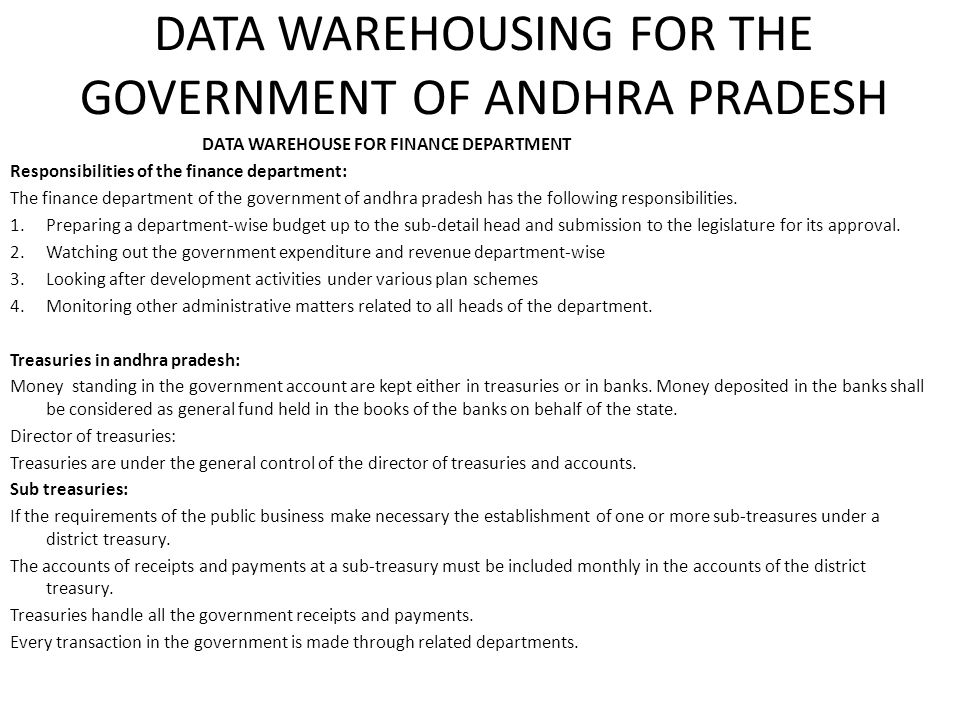 DATA WAREHOUSING FOR THE
GOVERNMENT OF ANDHRA PRADESH
DATA WAREHOUSE FOR FINANCE DEPARTMENT
Responsibilities of the finance department:
The finance department of the government of andhra pradesh has the following responsibilities.
1. Preparing a department-wise budget up to the sub-detail head and submission to the legislature for its approval.
2. Watching out the government expenditure and revenue department-wise
3. Looking after development activities under various plan schemes
4. Monitoring other administrative matters related to all heads of the department.
Treasuries in andhra pradesh:
Money standing in the government account are kept either in treasuries or in banks. Money deposited in the banks shall
be considered as general fund held in the books of the banks on behalf of the state.
Director of treasuries:
Treasuries are under the general control of the director of treasuries and accounts.
Sub treasuries:
If the requirements of the public business make necessary the establishment of one or more sub-treasures under a
district treasury.
The accounts of receipts and payments at a sub-treasury must be included monthly in the accounts of the district
treasury.
Treasuries handle all the government receipts and payments.
Every transaction in the government is made through related departments.